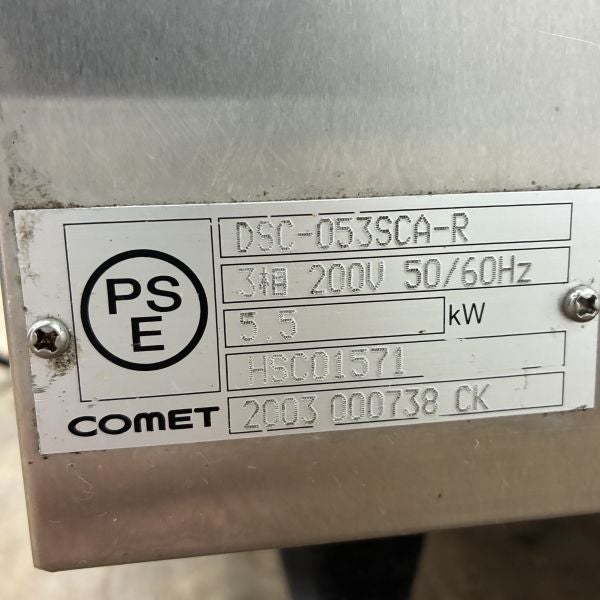 PS
E
DSC-053SCA-R
3相 200V 50/60Hz
5.5 kW
HSC01571
COMET 2003 000738 CK